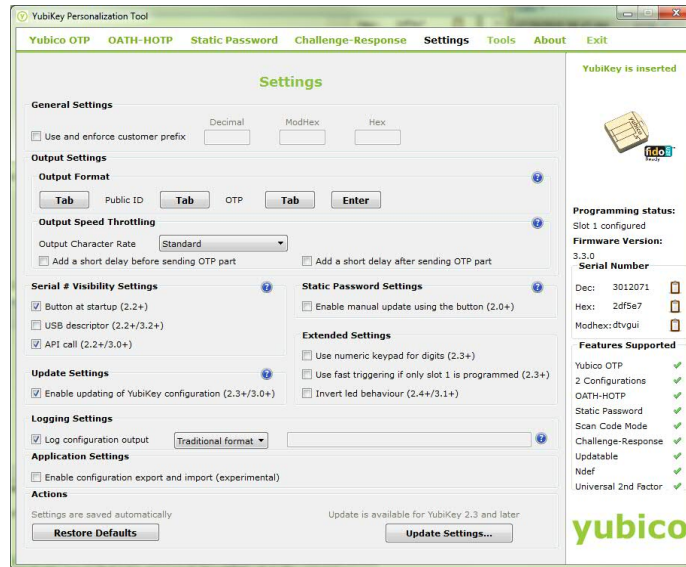 YubiKey Personalization Tool
Yubico OTP OATH-HOTP Static Password Challenge-Response Settings Tools About Exit
Settings
General Settings
Decimal ModHex Hex
Use and enforce customer prefix
Output Settings
Output Format
Tab Public ID Tab OTP Tab Enter
Output Speed Throttling
Output Character Rate Standard
Add a short delay before sending OTP part Add a short delay after sending OTP part
Serial # Visibility Settings
Button at startup (2.2+)
USB descriptor (2.2+/3.2+)
API call (2.2+/3.0+)
Static Password Settings
Enable manual update using the button (2.0+)
Extended Settings
Use numeric keypad for digits (2.3+)
Use fast triggering if only slot 1 is programmed (2.3+)
Invert led behaviour (2.4+/3.1+)
Update Settings
Enable updating of YubiKey configuration (2.3+/3.0+)
Logging Settings
Log configuration output Traditional format
Application Settings
Enable configuration export and import (experimental)
Actions
Settings are saved automatically Update is available for YubiKey 2.3 and later
Restore Defaults Update Settings...
YubiKey is inserted
yubico
fido
Ready
Programming status:
Slot 1 configured
Firmware Version:
3.3.0
Serial Number
Dec: 3012071
Hex: 2df5e7
Modhex: dtvgui
Features Supported
Yubico OTP
2 Configurations
OATH-HOTP
Static Password
Scan Code Mode
Challenge-Response
Updatable
Ndef
Universal 2nd Factor
yubico